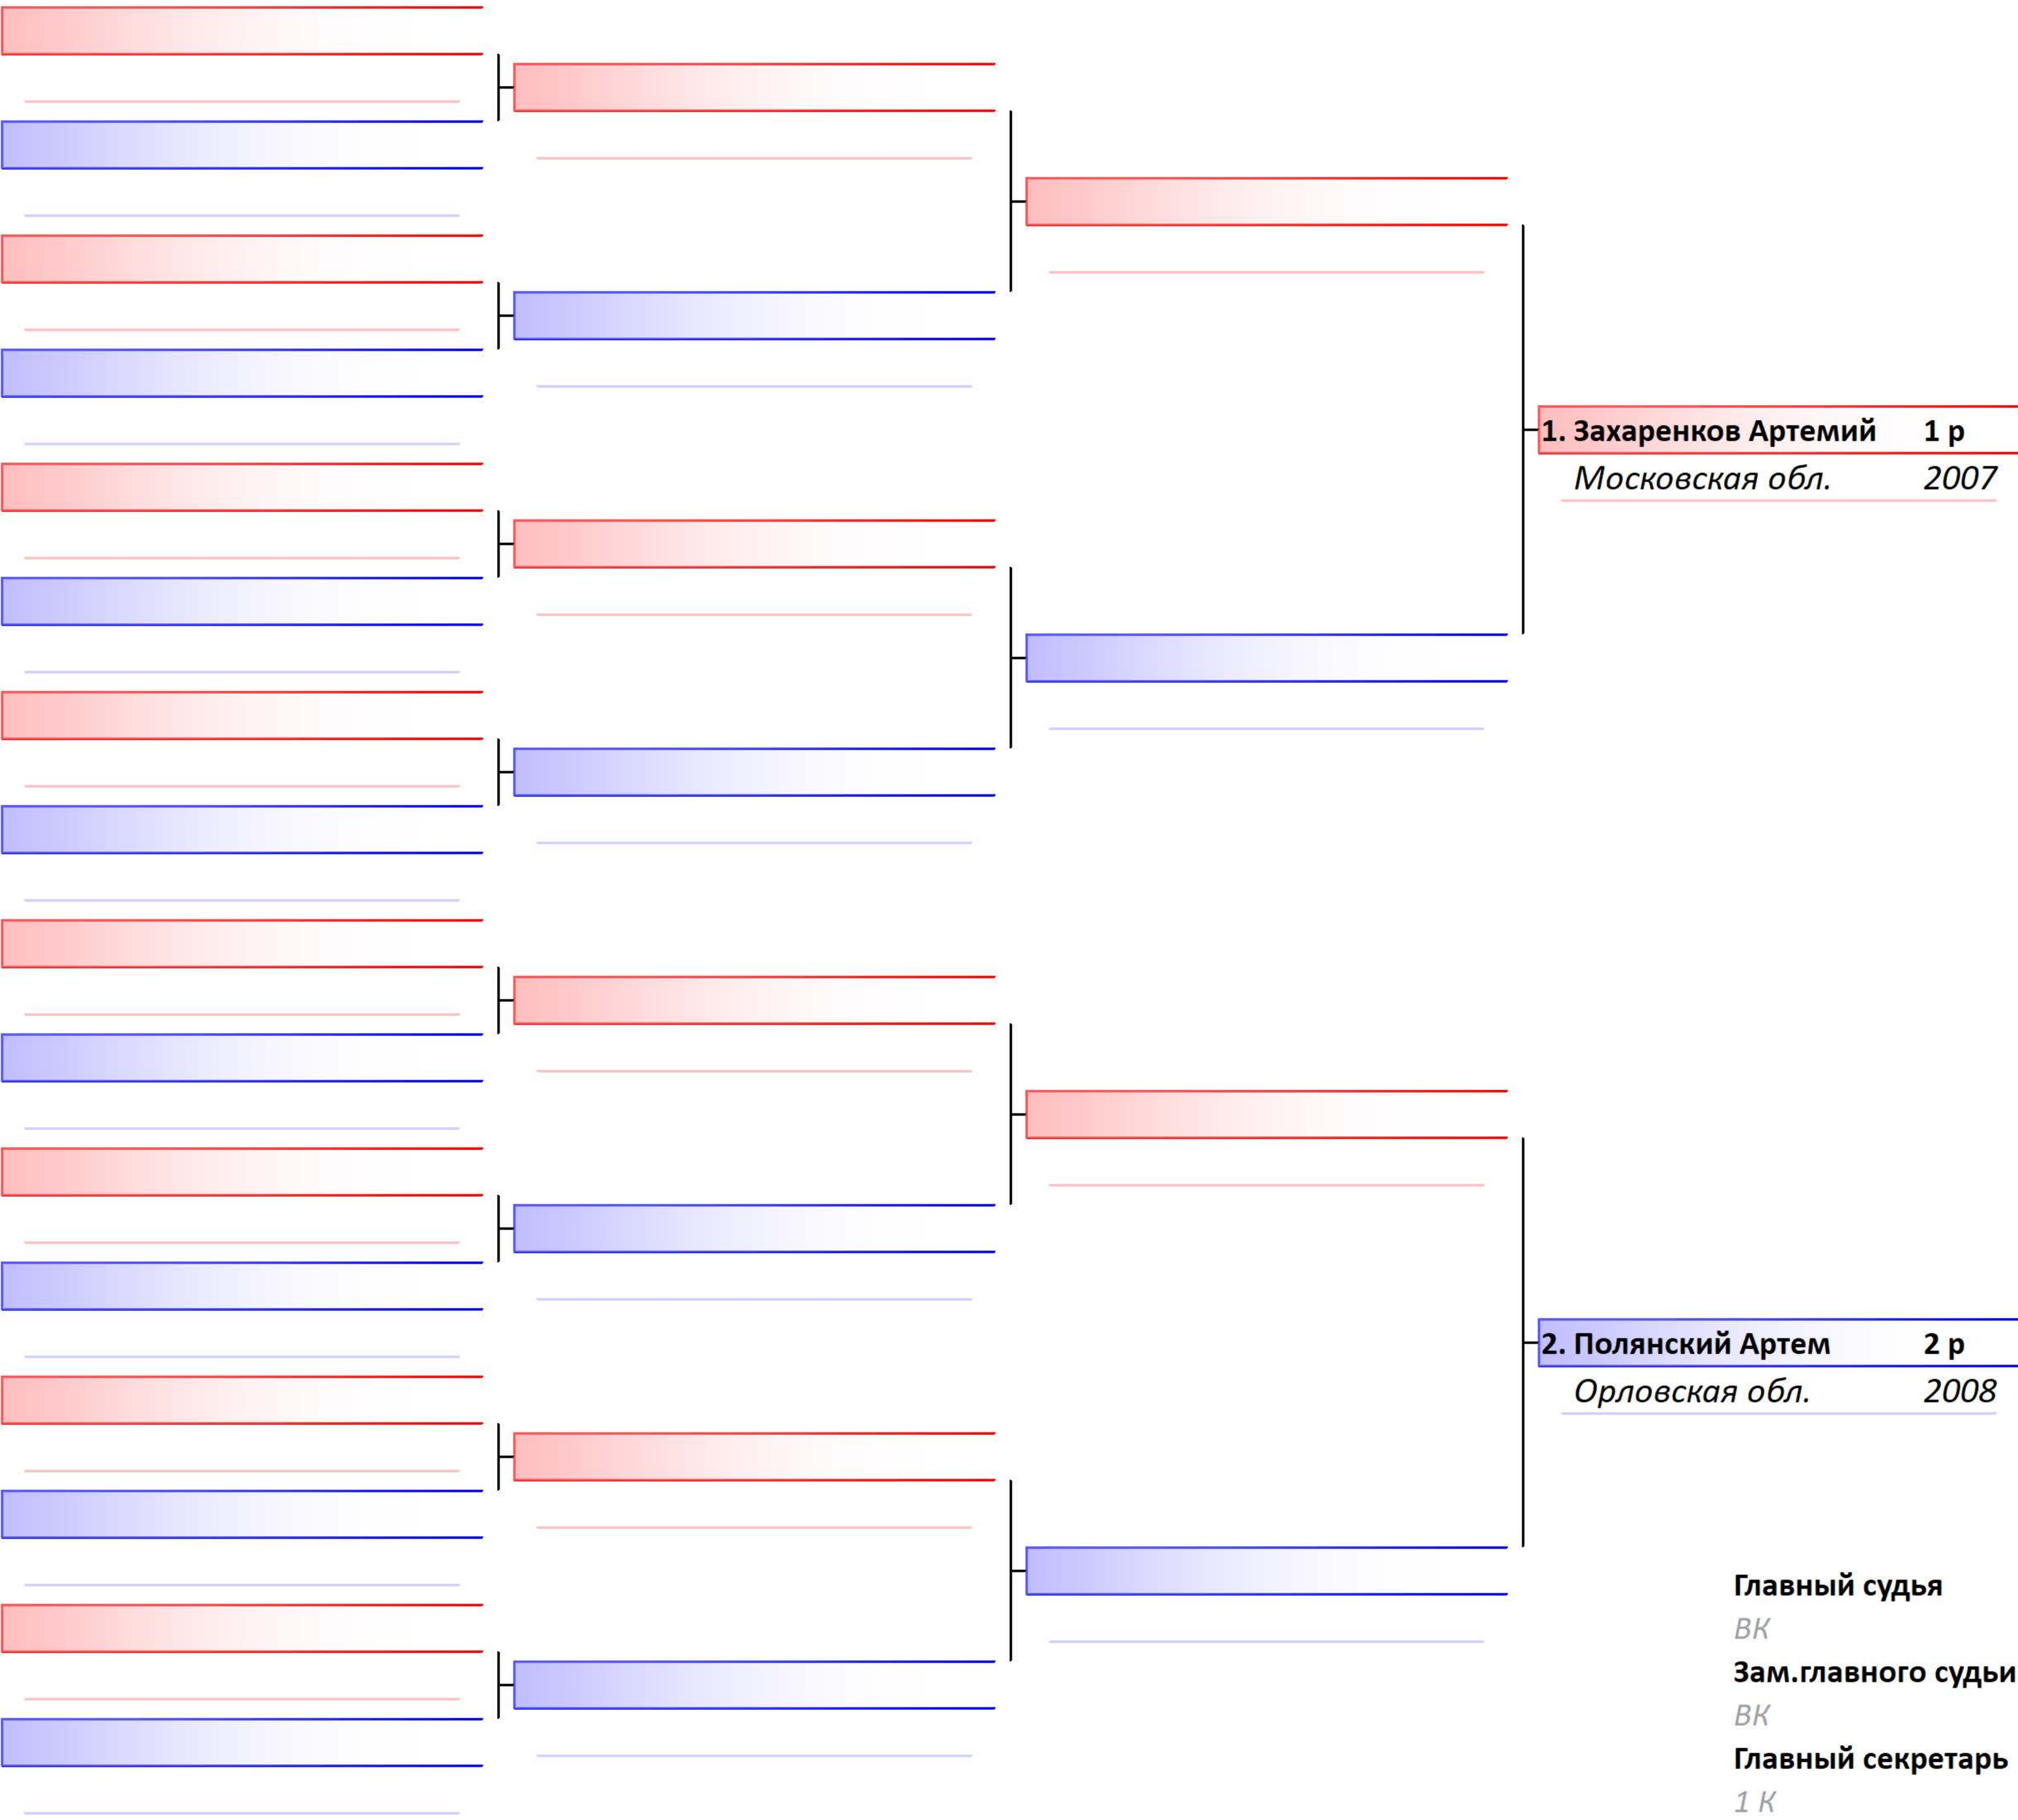 1. Захаренков Артемий 1 р
Московская обл. 2007
2. Полянский Артем 2 р
Орловская обл. 2008
Главный судья
ВК
Зам.главного судьи
ВК
Главный секретарь
1 К